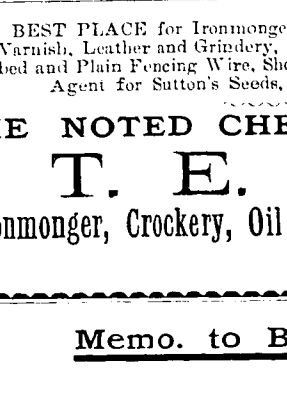 BEST PLACE for Ironmonge
Varnish, Leather and Grindery,
bed and Plain Fencing Wire, Sho
Agent for Sutton's Seeds,
E NOTED CHE
T. E.
onmonger, Crockery, Oil
Memo. to B